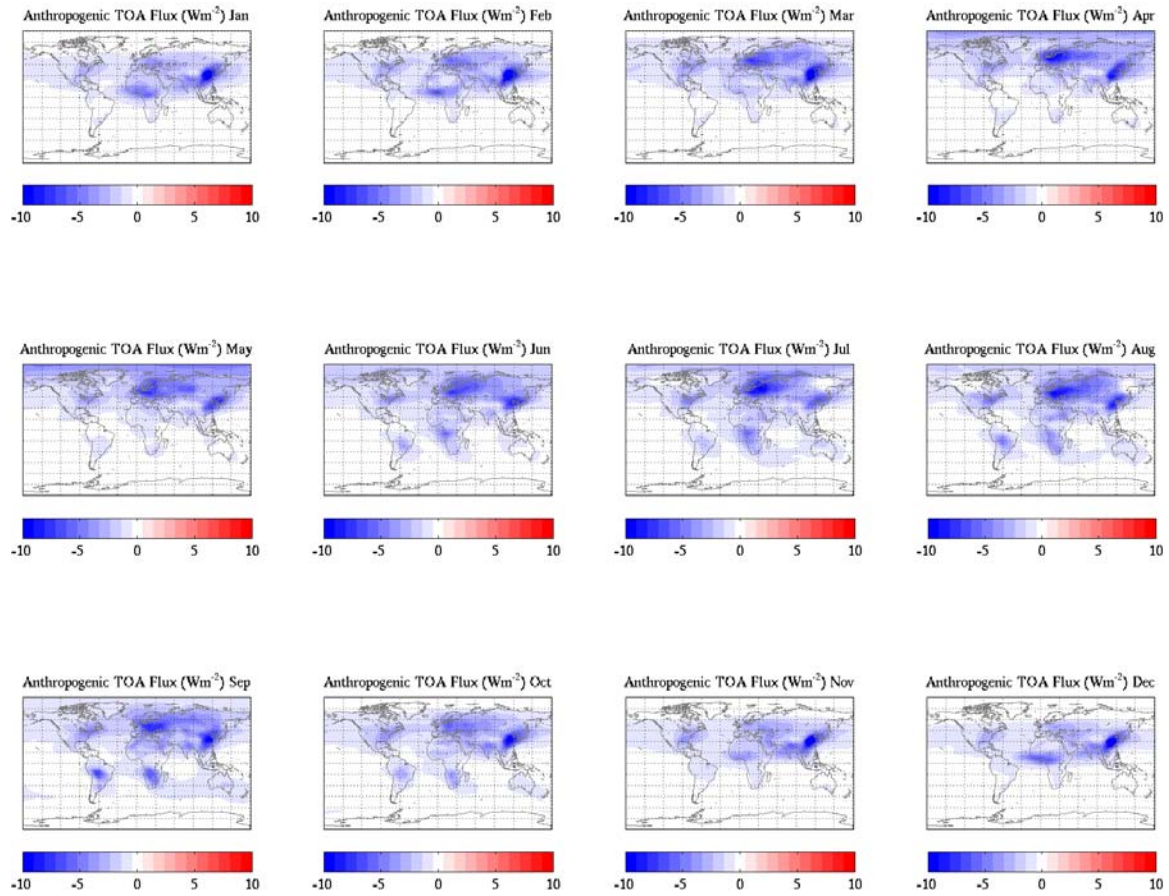 Anthropogenic TOA Flux (Wm⁻²) Jan
Anthropogenic TOA Flux (Wm⁻²) Feb
Anthropogenic TOA Flux (Wm⁻²) Mar
Anthropogenic TOA Flux (Wm⁻²) Apr
-10 -5 0 5 10
-10 -5 0 5 10
-10 -5 0 5 10
-10 -5 0 5 10
Anthropogenic TOA Flux (Wm⁻²) May
Anthropogenic TOA Flux (Wm⁻²) Jun
Anthropogenic TOA Flux (Wm⁻²) Jul
Anthropogenic TOA Flux (Wm⁻²) Aug
-10 -5 0 5 10
-10 -5 0 5 10
-10 -5 0 5 10
-10 -5 0 5 10
Anthropogenic TOA Flux (Wm⁻²) Sep
Anthropogenic TOA Flux (Wm⁻²) Oct
Anthropogenic TOA Flux (Wm⁻²) Nov
Anthropogenic TOA Flux (Wm⁻²) Dec
-10 -5 0 5 10
-10 -5 0 5 10
-10 -5 0 5 10
-10 -5 0 5 10